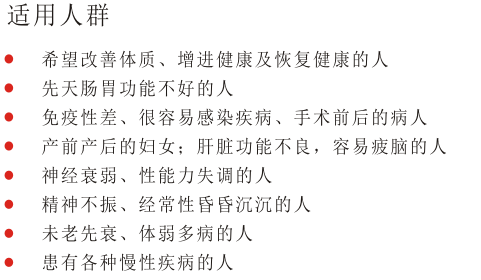 适用人群
希望改善体质、增进健康及恢复健康的人
先天肠胃功能不好的人
免疫性差、很容易感染疾病、手术前后的病人
产前产后的妇女；肝脏功能不良，容易疲脑的人
神经衰弱、性能力失调的人
精神不振、经常性昏昏沉沉的人
未老先衰、体弱多病的人
患有各种慢性疾病的人